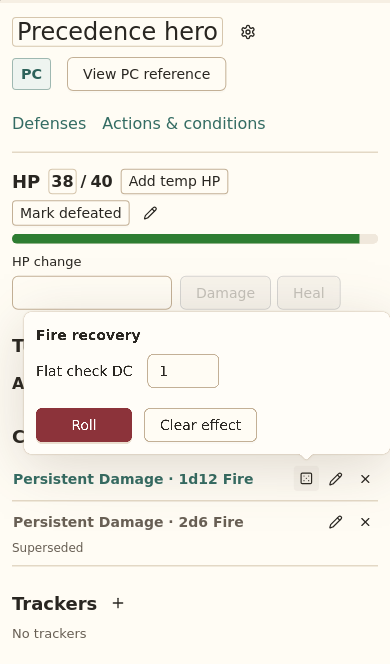 Precedence hero
PC View PC reference
Defenses Actions & conditions
HP 38 / 40 Add temp HP
Mark defeated
HP change
Damage Heal
Fire recovery
Flat check DC 1
Roll Clear effect
Persistent Damage · 1d12 Fire
Persistent Damage · 2d6 Fire
Superseded
Trackers +
No trackers